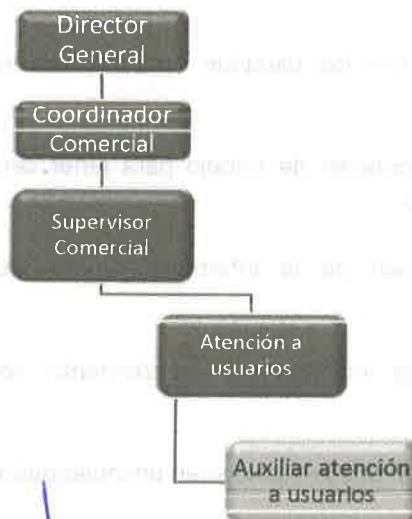 Director
General
Coordinador
Comercial
Supervisor
Comercial
Atención a
usuarios
Auxiliar atención
a usuarios